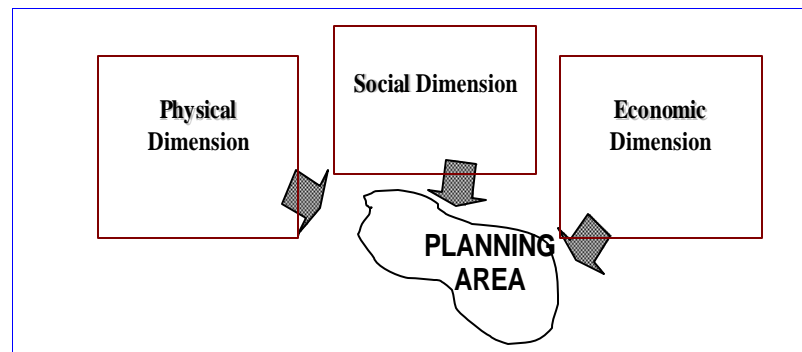 Physical
Dimension
Social Dimension
Economic
Dimension
PLANNING
AREA